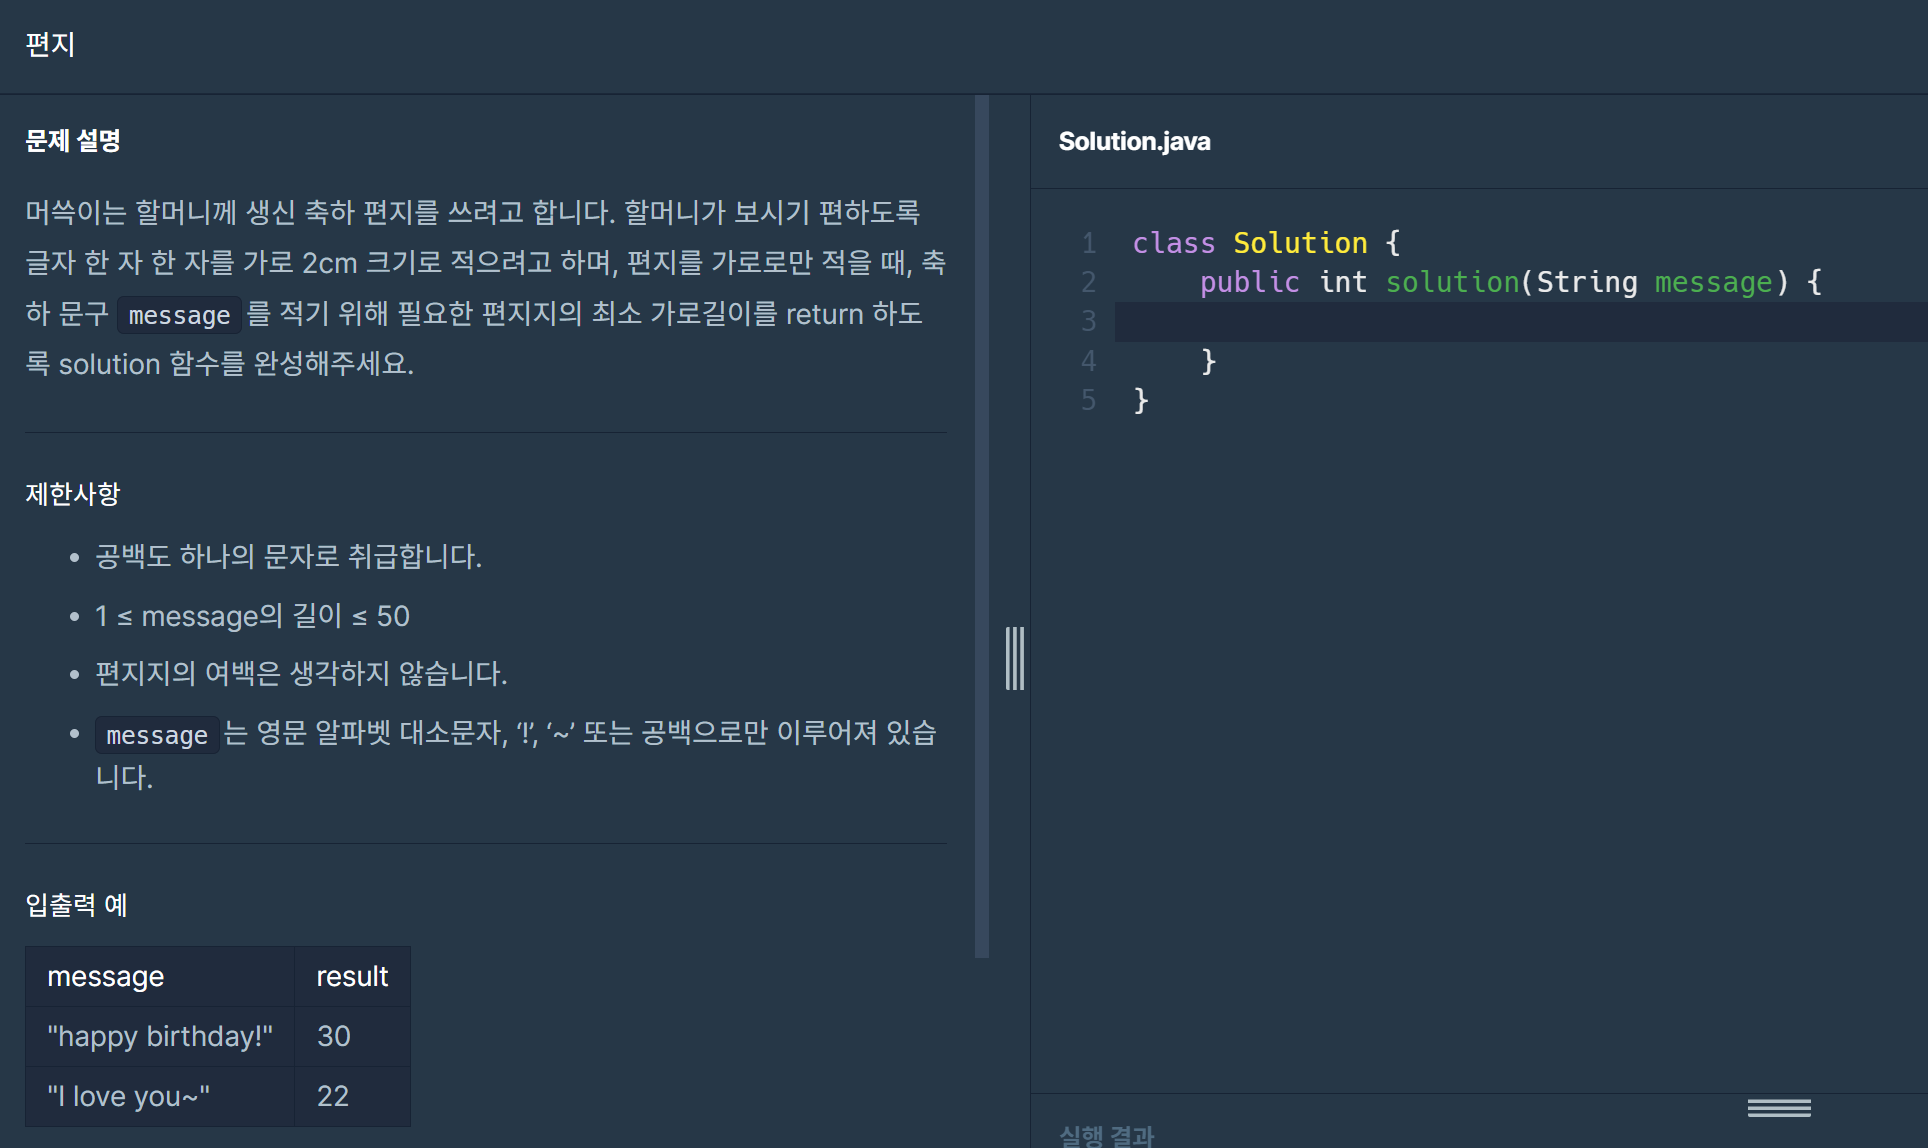 편지
문제 설명
머쓱이는 할머니께 생신 축하 편지를 쓰려고 합니다. 할머니가 보시기 편하도록
글자 한 자 한 자를 가로 2cm 크기로 적으려고 하며, 편지를 가로로만 적을 때, 축
하 문구 message 를 적기 위해 필요한 편지지의 최소 가로길이를 return 하도
록 solution 함수를 완성해주세요.
제한사항
• 공백도 하나의 문자로 취급합니다.
• 1 ≤ message의 길이 ≤ 50
• 편지지의 여백은 생각하지 않습니다.
• message 는 영문 알파벳 대소문자, ‘!’, ‘~’ 또는 공백으로만 이루어져 있습
니다.
입출력 예
message result
"happy birthday!" 30
"I love you~" 22
Solution.java
1 class Solution {
2     public int solution(String message) {
3
4     }
5 }
실행 결과